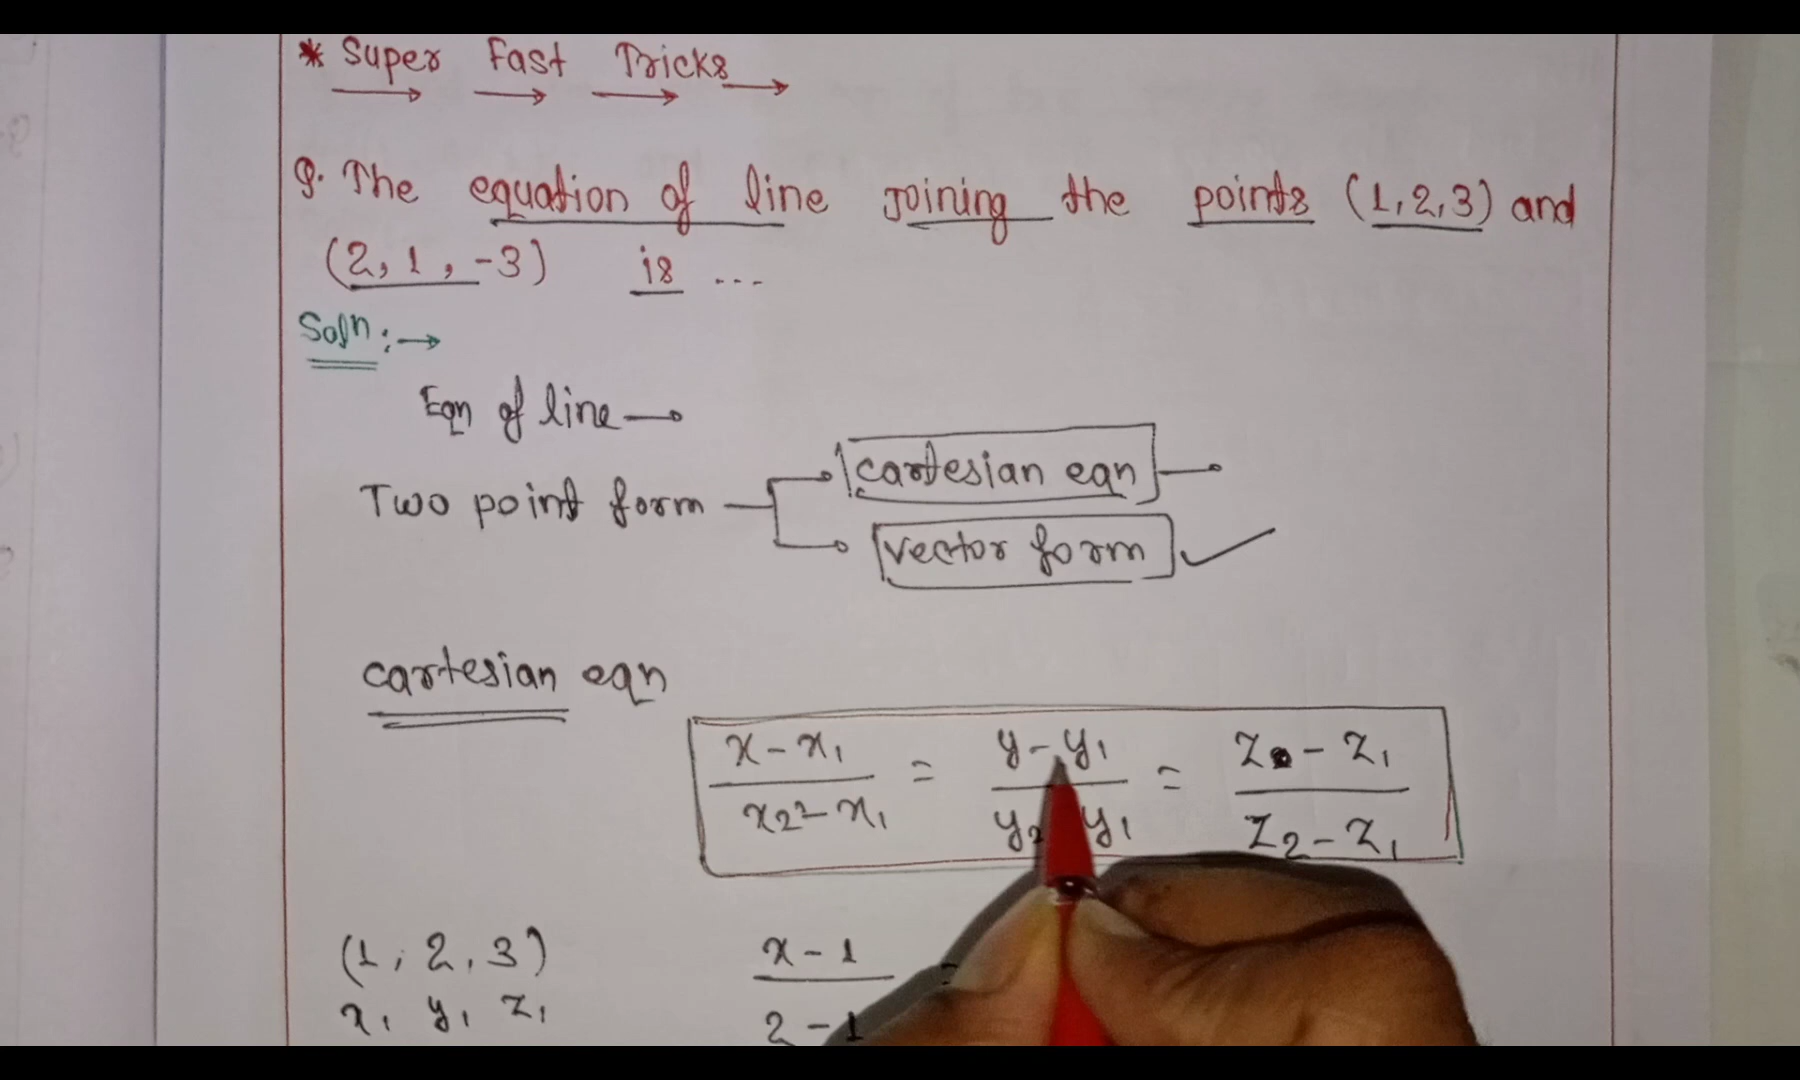 * Super Fast Tricks
Q. The equation of line joining the points (1,2,3) and
(2, 1, -3) is ...
Soln:→
Eqn of line →
Two point form
cartesian eqn
vector form ✓
cartesian eqn
x - x₁ / x₂ - x₁ = y - y₁ / y₂ y₁ = z - z₁ / z₂ - z₁
(1, 2, 3)
x₁ y₁ z₁
x - 1 / 2 - 1 =